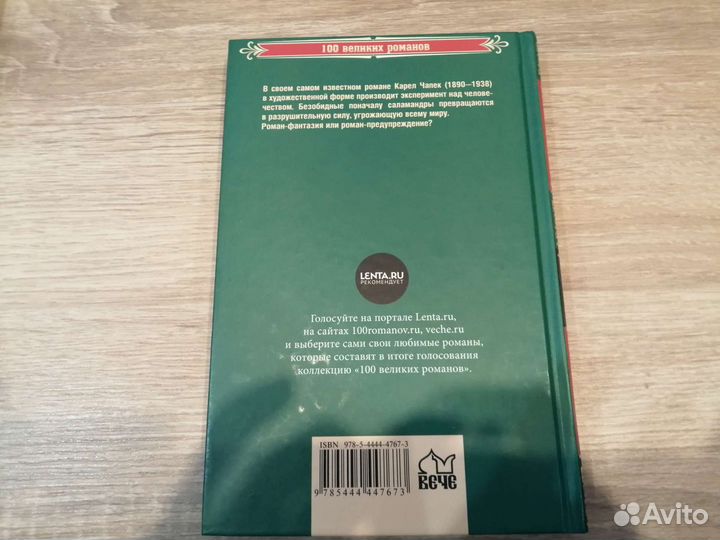 100 великих романов
В своем самом известном романе Карел Чапек (1890—1938)
в художественной форме производит эксперимент над чело-
вечеством. Безобидные поначалу саламандры превращаются
в разрушительную силу, угрожающую всему миру.
Роман-фантазия или роман-предупреждение?
LENTA.RU
РЕКОМЕНДУЕТ
Голосуйте на портале Lenta.ru,
на сайтах 100romanov.ru, veche.ru
и выберите сами свои любимые романы,
которые составят в итоге голосования
коллекцию «100 великих романов».
ISBN 978-5-4444-4767-3
9 785444 447673
ВЕЧЕ
Avito